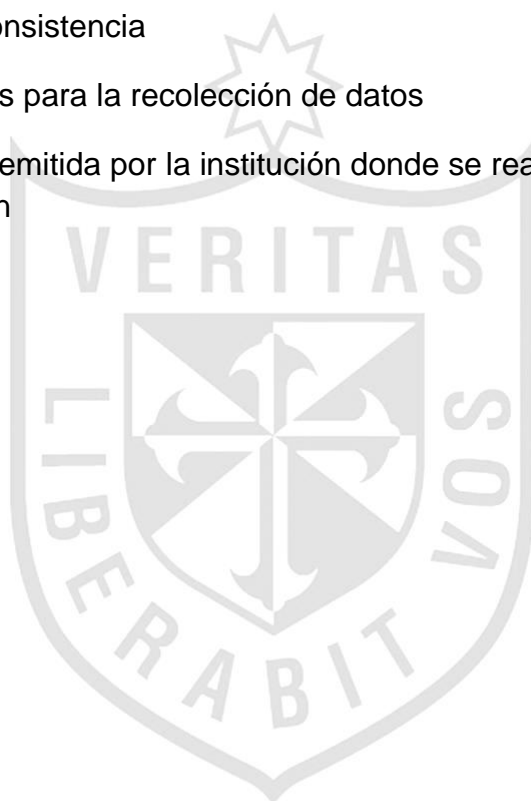 onsistencia
s para la recolección de datos
emitida por la institución donde se rea
n
VERITAS
LIBERABIT VOS